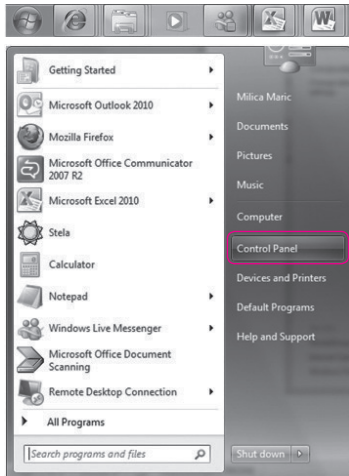 Getting Started
Microsoft Outlook 2010
Mozilla Firefox
Microsoft Office Communicator
2007 R2
Microsoft Excel 2010
Stela
Calculator
Notepad
Windows Live Messenger
Microsoft Office Document
Scanning
Remote Desktop Connection
All Programs
Search programs and files
Milica Maric
Documents
Pictures
Music
Computer
Control Panel
Devices and Printers
Default Programs
Help and Support
Shut down